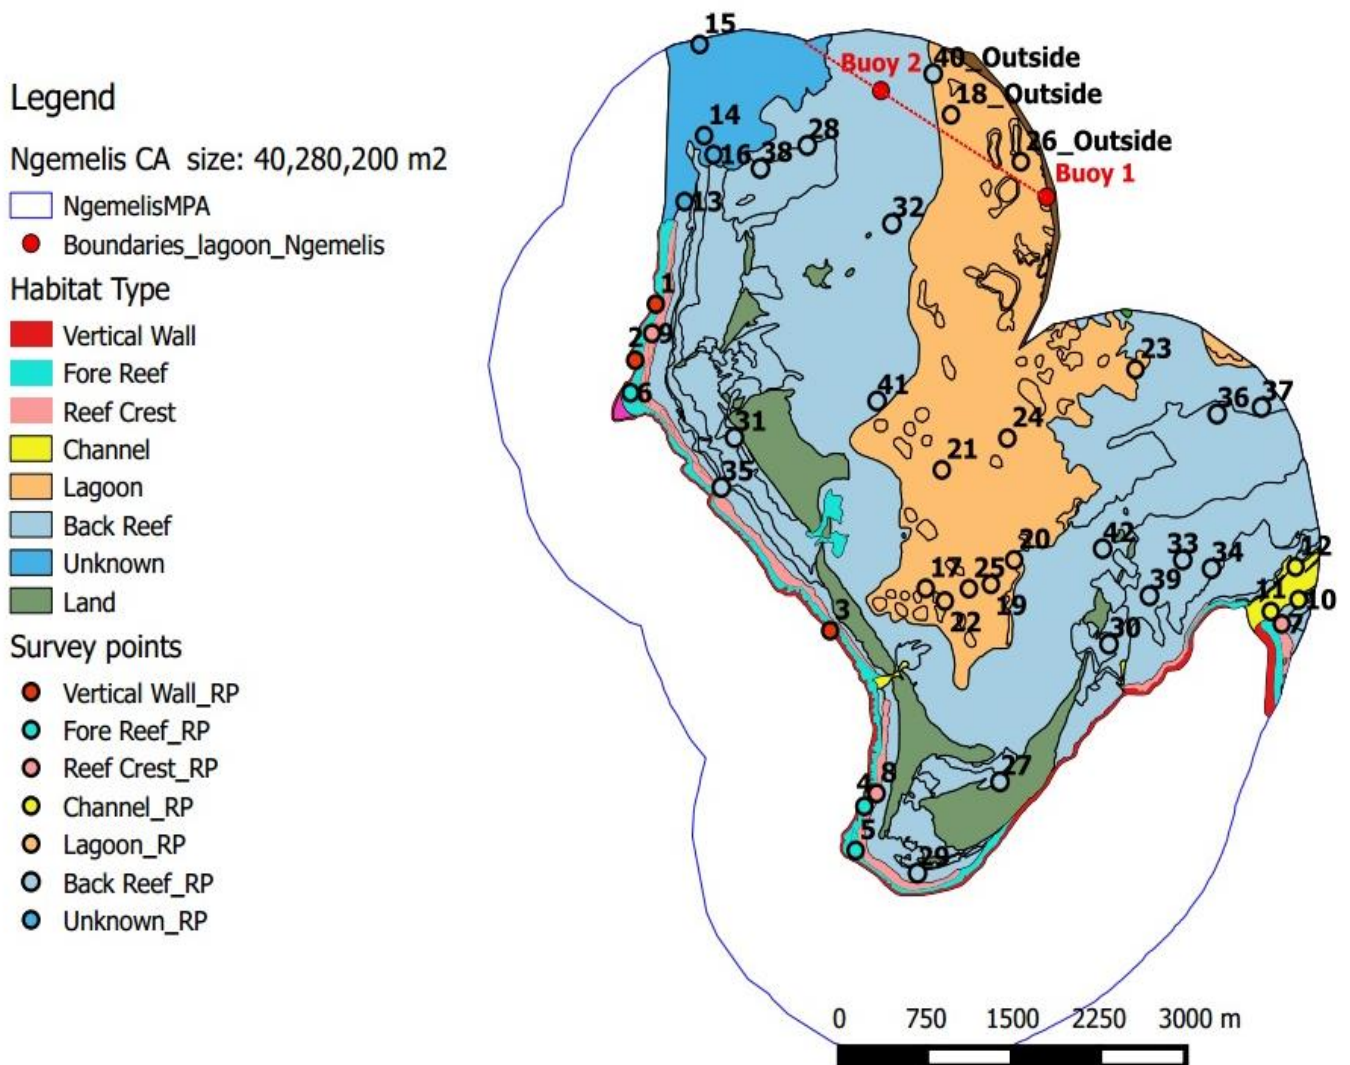 Legend
Ngemelis CA size: 40,280,200 m2
NgemelisMPA
Boundaries_lagoon_Ngemelis
Habitat Type
Vertical Wall
Fore Reef
Reef Crest
Channel
Lagoon
Back Reef
Unknown
Land
Survey points
Vertical Wall_RP
Fore Reef_RP
Reef Crest_RP
Channel_RP
Lagoon_RP
Back Reef_RP
Unknown_RP
15
Buoy 2
40_Outside
18_Outside
14
28
26_Outside
16
38
Buoy 1
13
32
1
2
9
23
6
41
36
37
31
24
21
35
20
42
33
34
12
17
25
39
11
10
22
19
7
3
30
27
4
8
5
29
0 750 1500 2250 3000 m